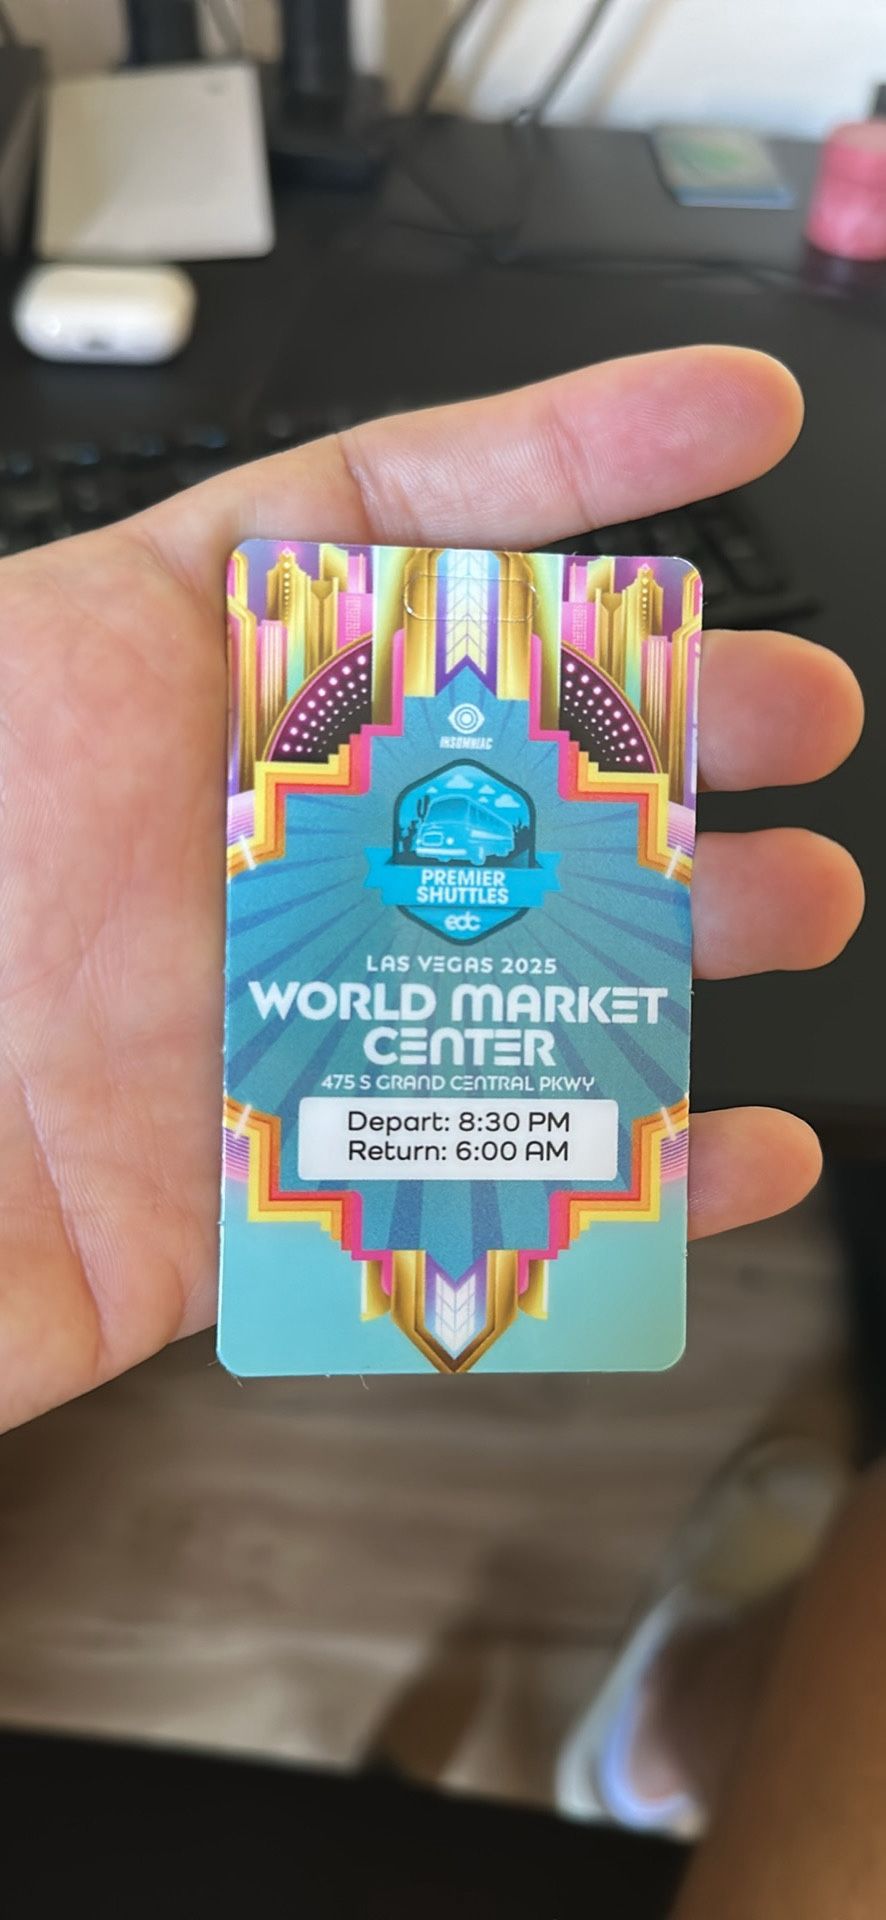 INSOMNIAC
PREMIER
SHUTTLES
edc
LAS VEGAS 2025
WORLD MARKET
CENTER
475 S GRAND CENTRAL PKWY
Depart: 8:30 PM
Return: 6:00 AM